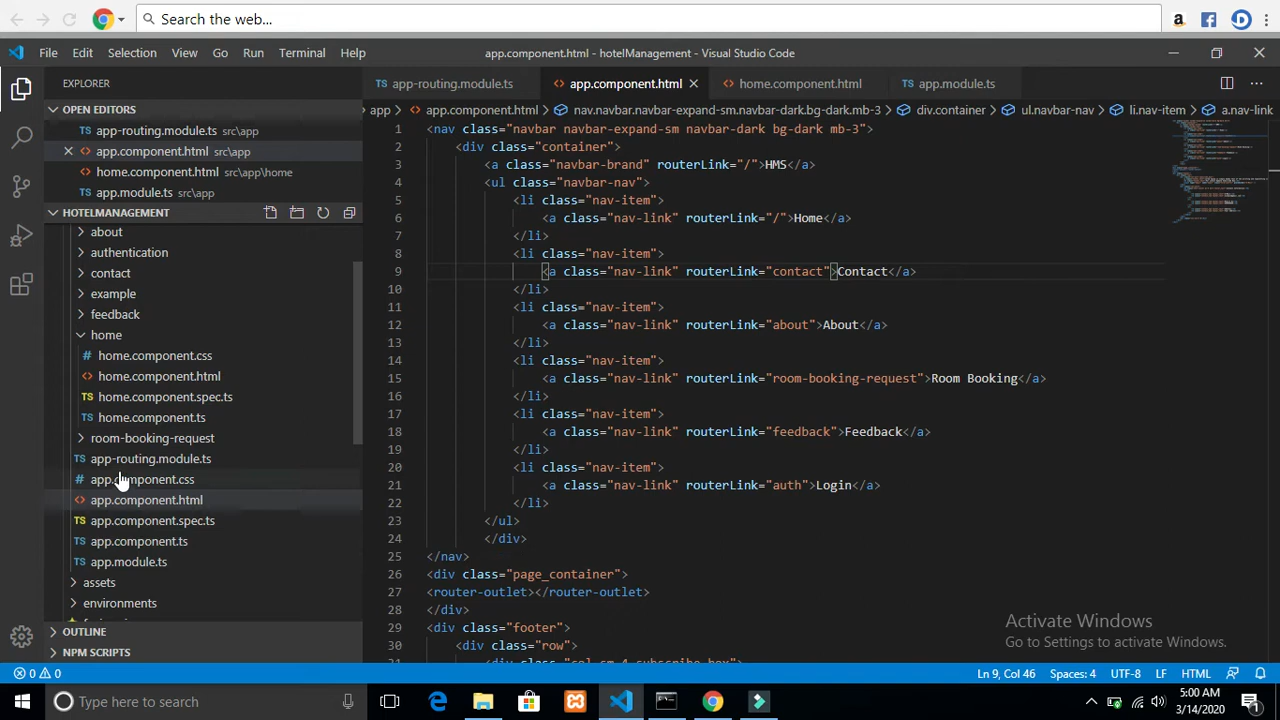 Search the web...
File Edit Selection View Go Run Terminal Help
app.component.html - hotelManagement - Visual Studio Code
EXPLORER
OPEN EDITORS
app-routing.module.ts src\app
app.component.html src\app
home.component.html src\app\home
app.module.ts src\app
HOTELMANAGEMENT
about
authentication
contact
example
feedback
home
home.component.css
home.component.html
home.component.spec.ts
home.component.ts
room-booking-request
app-routing.module.ts
app.component.css
app.component.html
app.component.spec.ts
app.component.ts
app.module.ts
assets
environments
OUTLINE
NPM SCRIPTS
app-routing.module.ts app.component.html home.component.html app.module.ts
app > app.component.html > nav.navbar.navbar-expand-sm.navbar-dark.bg-dark.mb-3 > div.container > ul.navbar-nav > li.nav-item > a.nav-link
1 <nav class="navbar navbar-expand-sm navbar-dark bg-dark mb-3">
2 <div class="container">
3 <a class="navbar-brand" routerLink="/">HMS</a>
4 <ul class="navbar-nav">
5 <li class="nav-item">
6 <a class="nav-link" routerLink="/">Home</a>
7 </li>
8 <li class="nav-item">
9 <a class="nav-link" routerLink="contact">Contact</a>
10 </li>
11 <li class="nav-item">
12 <a class="nav-link" routerLink="about">About</a>
13 </li>
14 <li class="nav-item">
15 <a class="nav-link" routerLink="room-booking-request">Room Booking</a>
16 </li>
17 <li class="nav-item">
18 <a class="nav-link" routerLink="feedback">Feedback</a>
19 </li>
20 <li class="nav-item">
21 <a class="nav-link" routerLink="auth">Login</a>
22 </li>
23 </ul>
24 </div>
25 </nav>
26 <div class="page_container">
27 <router-outlet></router-outlet>
28 </div>
29 <div class="footer">
30 <div class="row">
31 <div class="col-sm-4 subscribe-box">
Activate Windows
Go to Settings to activate Windows.
0 0
Ln 9, Col 46 Spaces: 4 UTF-8 LF HTML
Type here to search
5:00 AM
3/14/2020